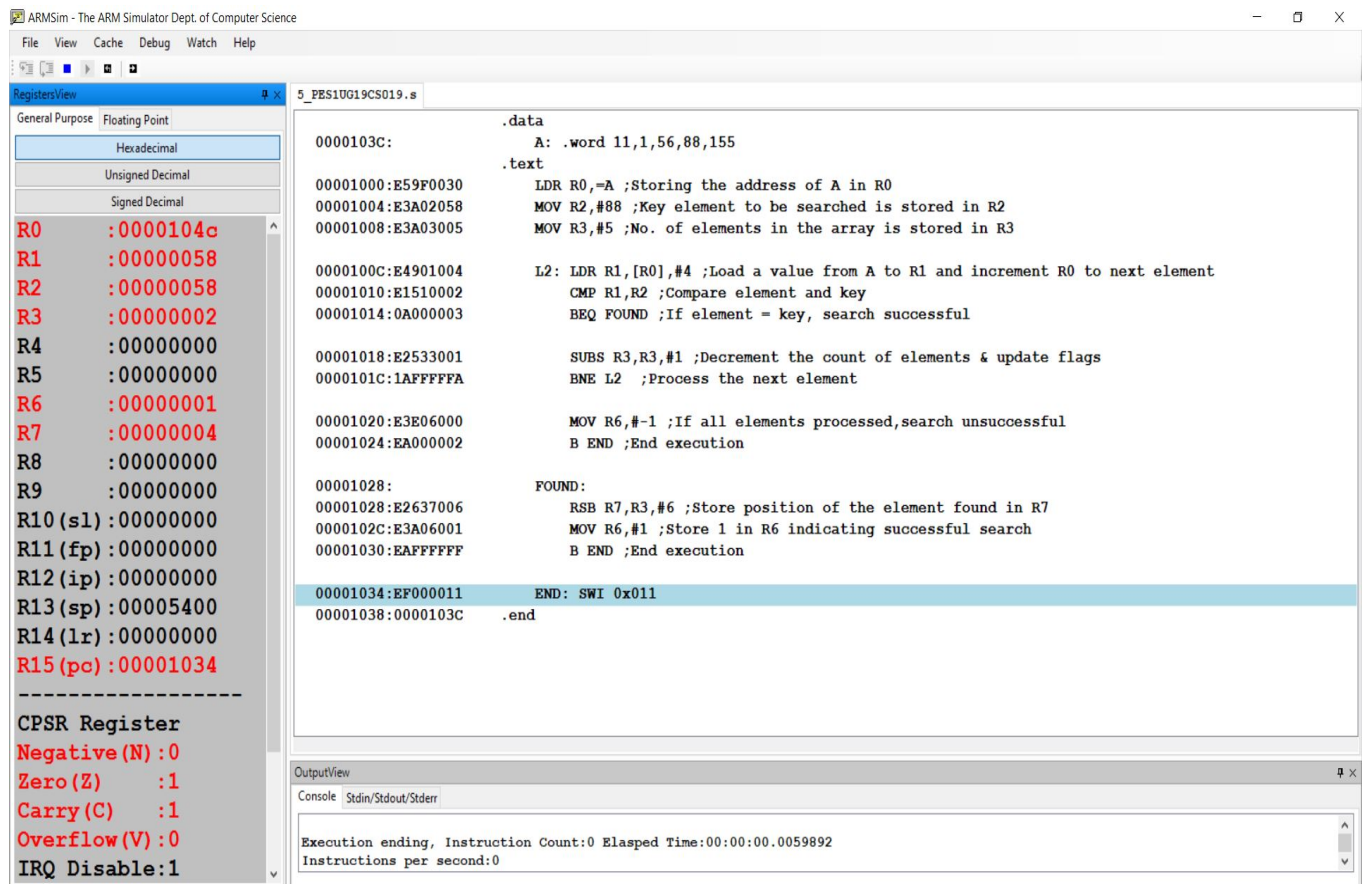 ARMSim - The ARM Simulator Dept. of Computer Science
File View Cache Debug Watch Help
RegistersView
General Purpose Floating Point
Hexadecimal
Unsigned Decimal
Signed Decimal
R0 :0000104c
R1 :00000058
R2 :00000058
R3 :00000002
R4 :00000000
R5 :00000000
R6 :00000001
R7 :00000004
R8 :00000000
R9 :00000000
R10(sl):00000000
R11(fp):00000000
R12(ip):00000000
R13(sp):00005400
R14(lr):00000000
R15(pc):00001034
------------------
CPSR Register
Negative(N):0
Zero(Z) :1
Carry(C) :1
Overflow(V):0
IRQ Disable:1
5_PES1UG19CS019.s
.data
0000103C: A: .word 11,1,56,88,155
.text
00001000:E59F0030 LDR R0,=A ;Storing the address of A in R0
00001004:E3A02058 MOV R2,#88 ;Key element to be searched is stored in R2
00001008:E3A03005 MOV R3,#5 ;No. of elements in the array is stored in R3
0000100C:E4901004 L2: LDR R1,[R0],#4 ;Load a value from A to R1 and increment R0 to next element
00001010:E1510002 CMP R1,R2 ;Compare element and key
00001014:0A000003 BEQ FOUND ;If element = key, search successful
00001018:E2533001 SUBS R3,R3,#1 ;Decrement the count of elements & update flags
0000101C:1AFFFFFA BNE L2 ;Process the next element
00001020:E3E06000 MOV R6,#-1 ;If all elements processed,search unsuccessful
00001024:EA000002 B END ;End execution
00001028: FOUND:
00001028:E2637006 RSB R7,R3,#6 ;Store position of the element found in R7
0000102C:E3A06001 MOV R6,#1 ;Store 1 in R6 indicating successful search
00001030:EAFFFFFF B END ;End execution
00001034:EF000011 END: SWI 0x011
00001038:0000103C .end
OutputView
Console Stdin/Stdout/Stderr
Execution ending, Instruction Count:0 Elasped Time:00:00:00.0059892
Instructions per second:0